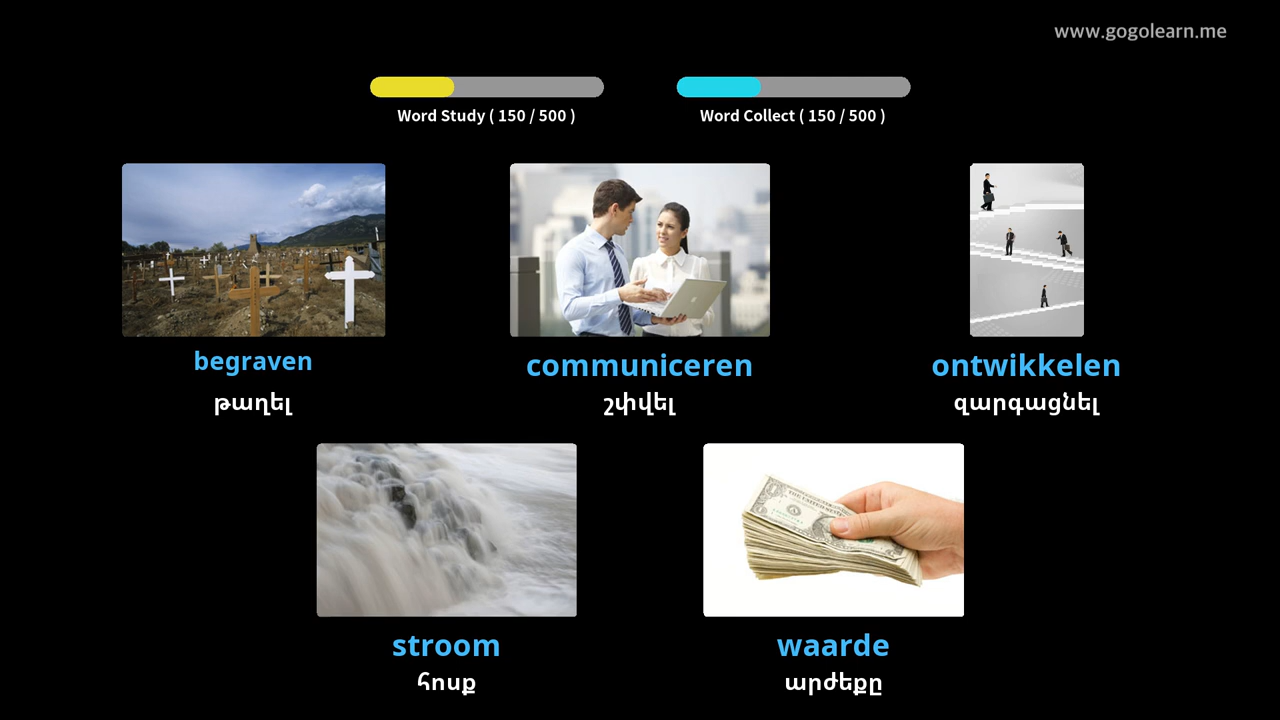 www.gogolearn.me
Word Study ( 150 / 500 )
Word Collect ( 150 / 500 )
begraven
communiceren
ontwikkelen
թաղել
շփվել
զարգացնել
stroom
waarde
հոսք
արժեքը